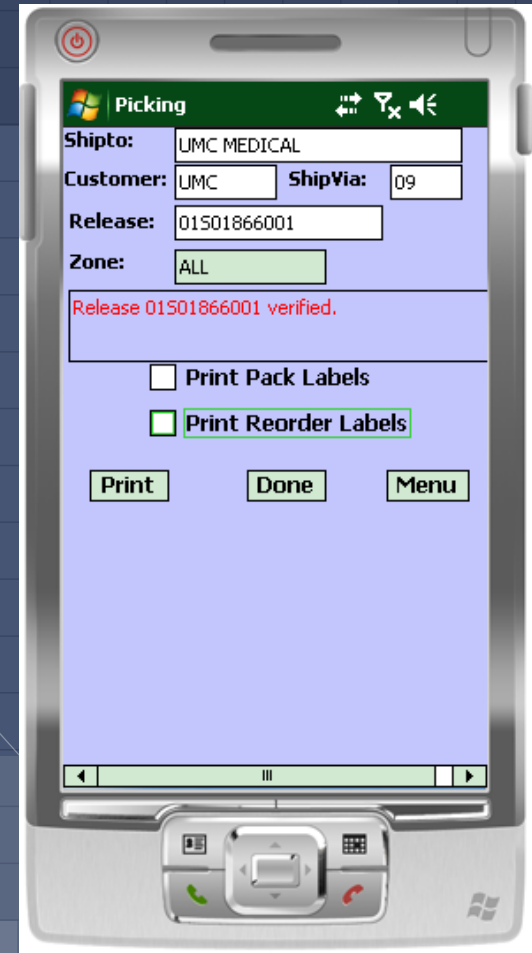 Picking
Shipto: UMC MEDICAL
Customer: UMC ShipVia: 09
Release: 01S01866001
Zone: ALL
Release 01S01866001 verified.
Print Pack Labels
Print Reorder Labels
Print Done Menu